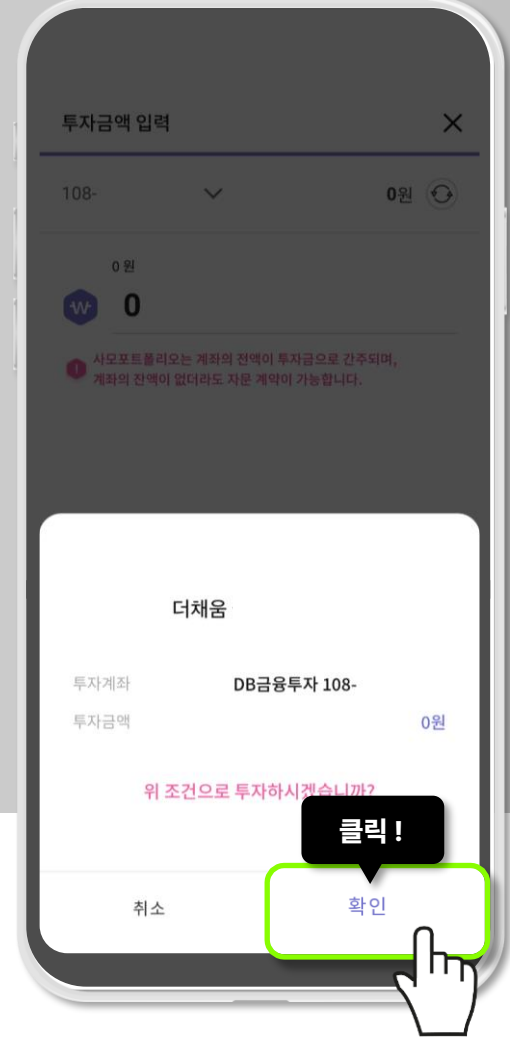 투자금액 입력
108-
0원
0 원
W 0
사모포트폴리오는 계좌의 전액이 투자금으로 간주되며,
계좌의 잔액이 없더라도 자문 계약이 가능합니다.
더채움
투자계좌 DB금융투자 108-
투자금액 0원
위 조건으로 투자하시겠습니까?
클릭 !
취소 확인